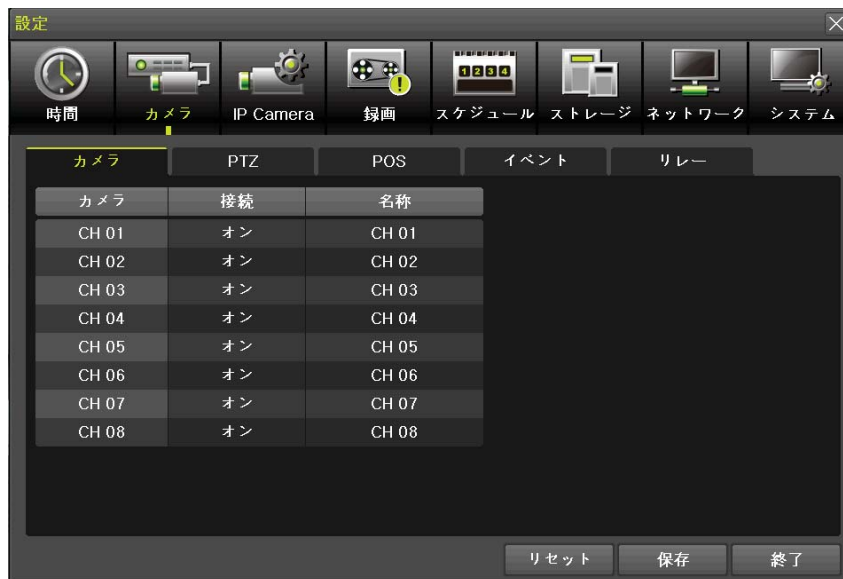 設定
1234
時間 カメラ IP Camera 録画 スケジュール ストレージ ネットワーク システム
カメラ PTZ POS イベント リレー
カメラ 接続 名称
CH 01 オン CH 01
CH 02 オン CH 02
CH 03 オン CH 03
CH 04 オン CH 04
CH 05 オン CH 05
CH 06 オン CH 06
CH 07 オン CH 07
CH 08 オン CH 08
リセット 保存 終了